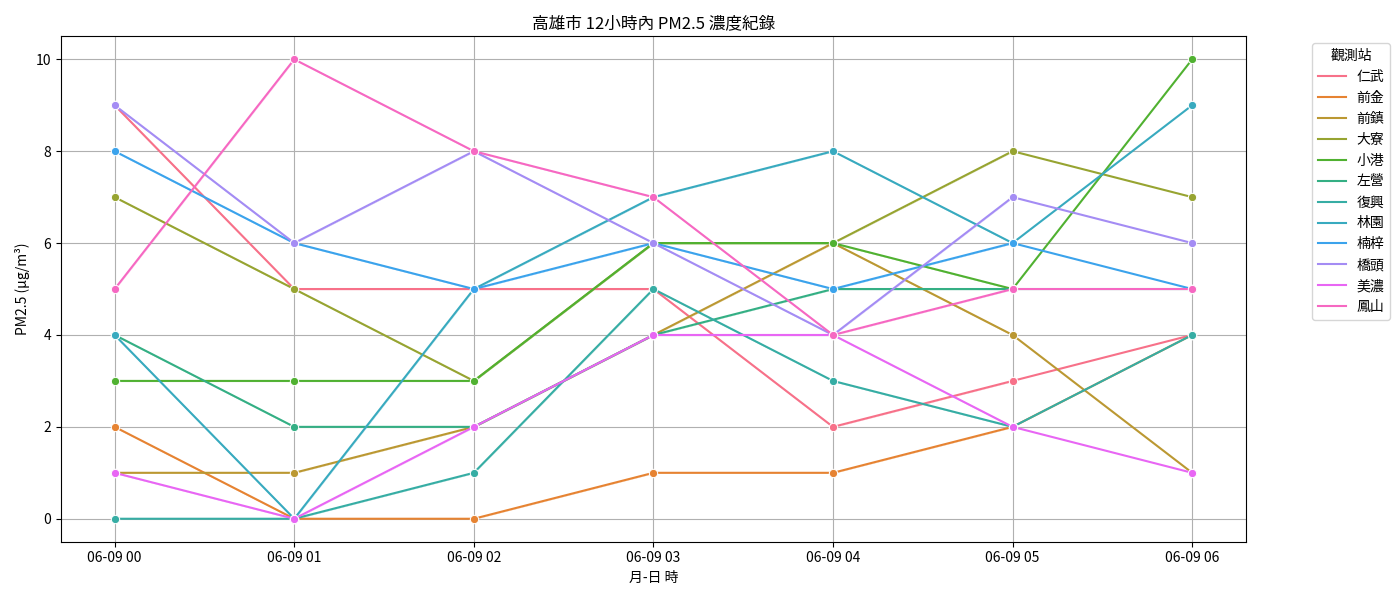 高雄市 12小時內 PM2.5 濃度紀錄
PM2.5 (μg/m³)
10
8
6
4
2
0
06-09 00
06-09 01
06-09 02
06-09 03
06-09 04
06-09 05
06-09 06
月-日 時
觀測站
仁武
前金
前鎮
大寮
小港
左營
復興
林園
楠梓
橋頭
美濃
鳳山